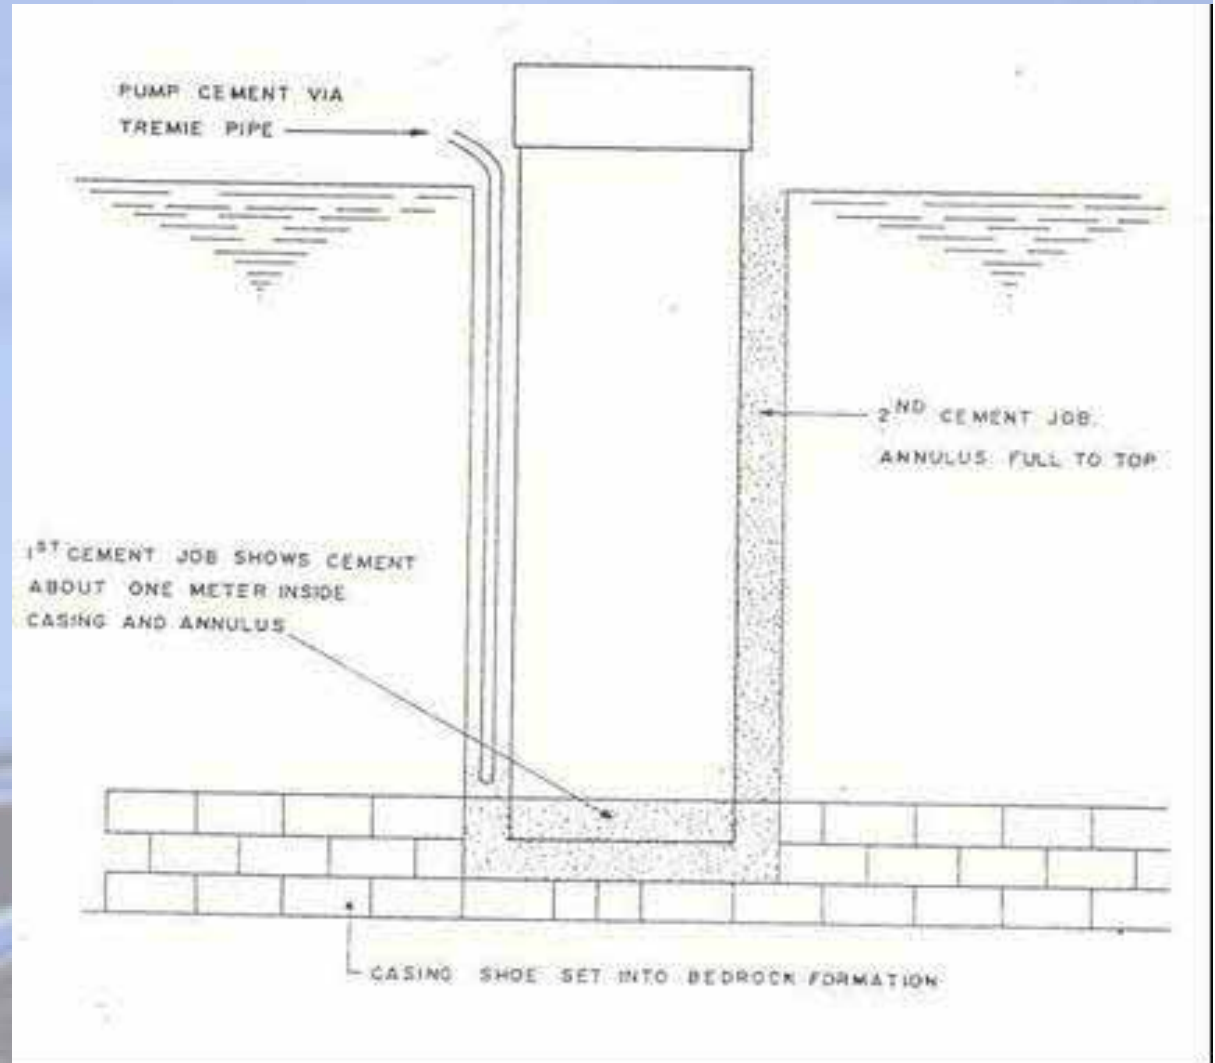 PUMP CEMENT VIA
TREMIE PIPE
2ND CEMENT JOB.
ANNULUS FULL TO TOP
1ST CEMENT JOB SHOWS CEMENT
ABOUT ONE METER INSIDE
CASING AND ANNULUS
CASING SHOE SET INTO BEDROCK FORMATION